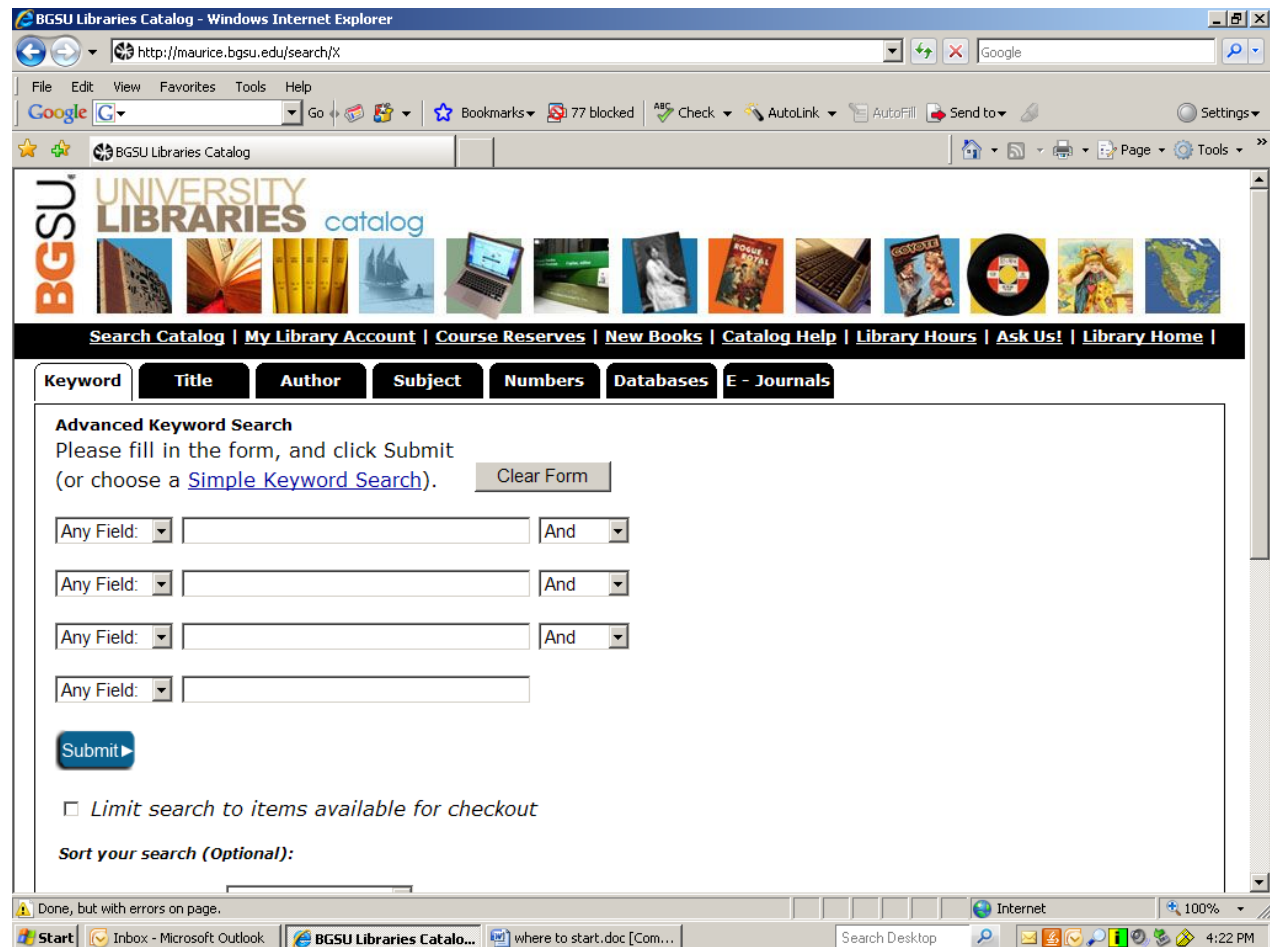 BGSU Libraries Catalog - Windows Internet Explorer
http://maurice.bgsu.edu/search/X
Google
File Edit View Favorites Tools Help
Google G Go Bookmarks 77 blocked ABC Check AutoLink AutoFill Send to Settings
BGSU Libraries Catalog
Page Tools »
BGSU UNIVERSITY
LIBRARIES catalog
ROGUE ROYAL
COYOTE
Search Catalog | My Library Account | Course Reserves | New Books | Catalog Help | Library Hours | Ask Us! | Library Home |
Keyword Title Author Subject Numbers Databases E - Journals
Advanced Keyword Search
Please fill in the form, and click Submit
(or choose a Simple Keyword Search). Clear Form
Any Field: And
Any Field: And
Any Field: And
Any Field:
Submit
Limit search to items available for checkout
Sort your search (Optional):
Done, but with errors on page. Internet 100%
Start Inbox - Microsoft Outlook BGSU Libraries Catalo... where to start.doc [Com... Search Desktop 4:22 PM